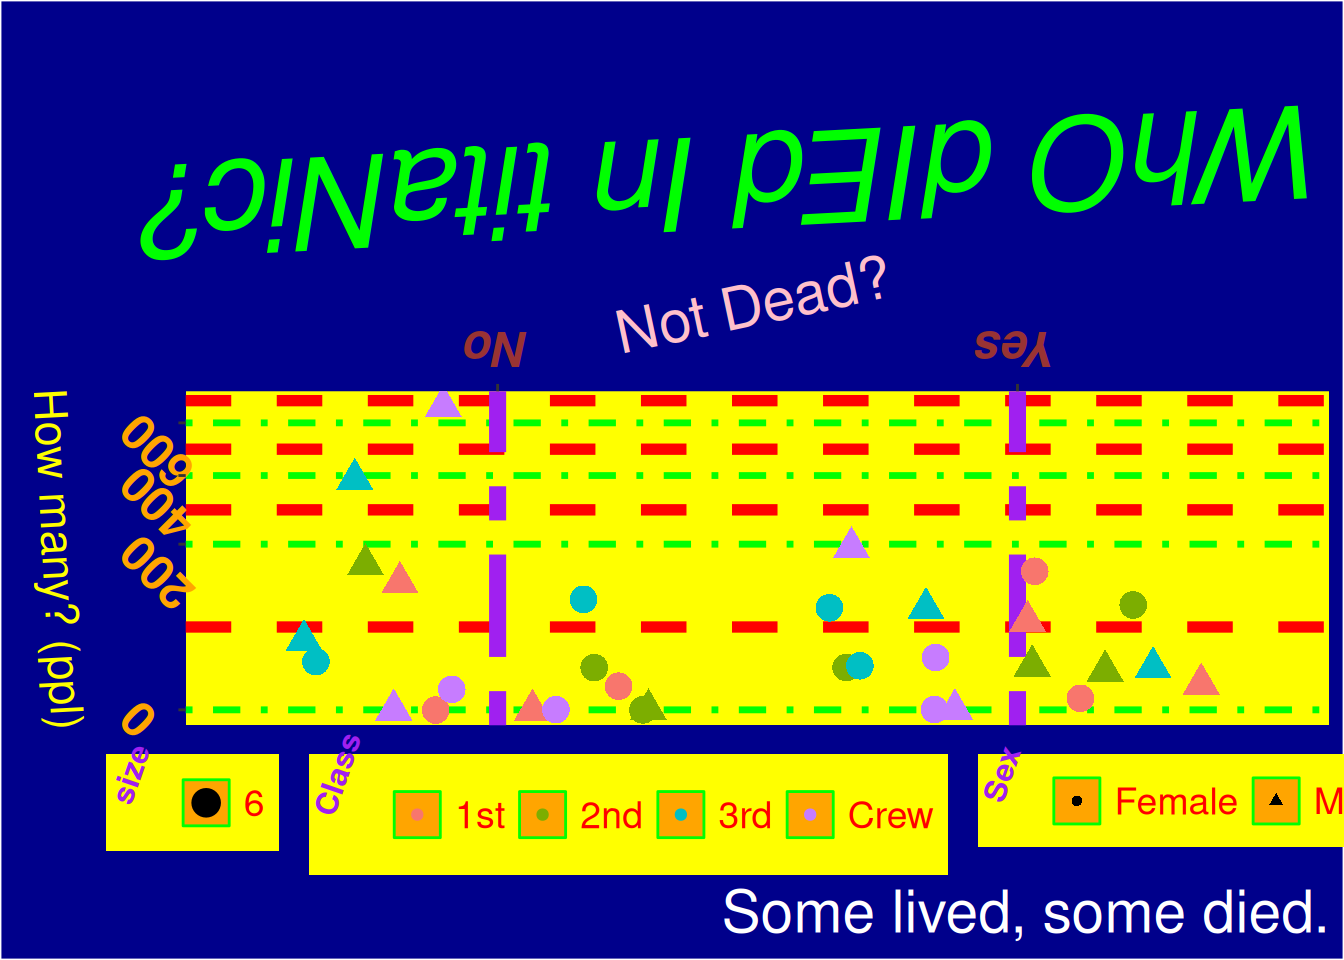 WhO dIEd In titaNic?
Not Dead?
No
Yes
How many? (ppl)
600
400
200
0
size
6
Class
1st
2nd
3rd
Crew
Sex
Female
M
Some lived, some died.